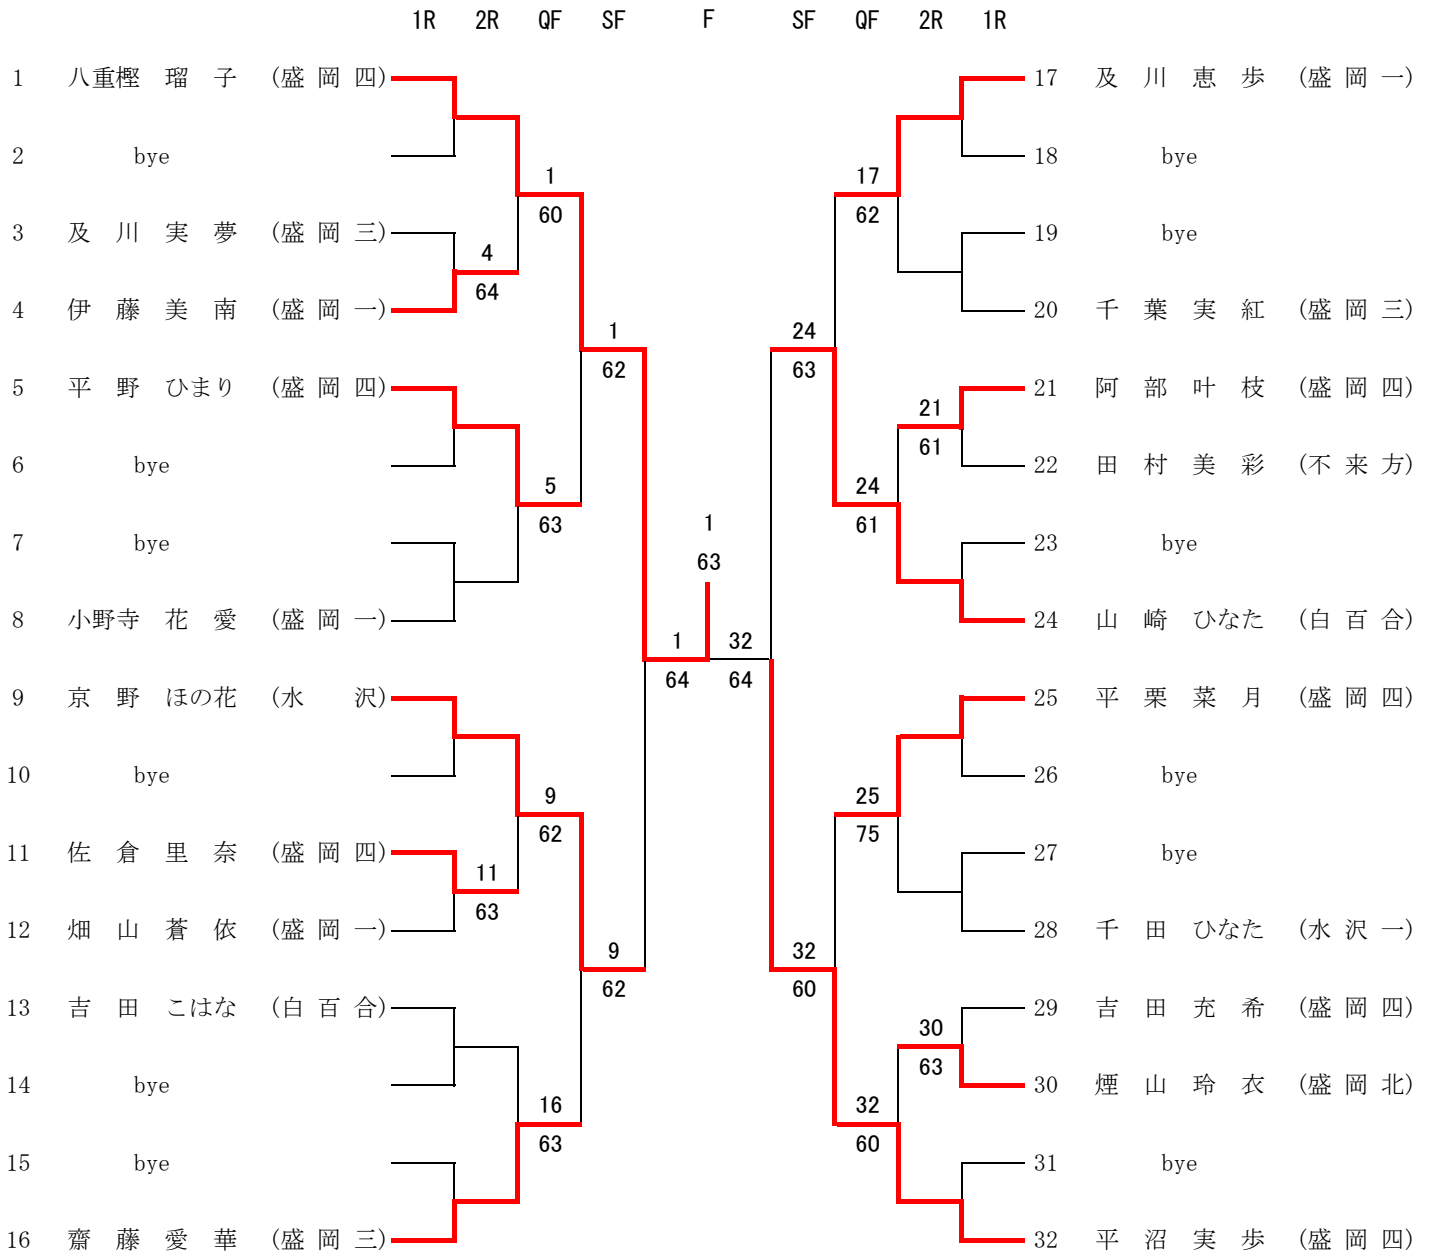 1R 2R QF SF F SF QF 2R 1R
1 八重樫 瑠 子 (盛 岡 四) 17 及 川 恵 歩 (盛 岡 一)
2 bye 18 bye
1 17
60 62
3 及 川 実 夢 (盛 岡 三) 19 bye
4
64
4 伊 藤 美 南 (盛 岡 一) 20 千 葉 実 紅 (盛 岡 三)
1 24
62 63
5 平 野 ひまり (盛 岡 四) 21 阿 部 叶 枝 (盛 岡 四)
21
61
6 bye 22 田 村 美 彩 (不 来 方)
5 24
63 1 61
7 bye 23 bye
63
8 小野寺 花 愛 (盛 岡 一) 24 山 崎 ひなた (白 百 合)
1 32
64 64
9 京 野 ほの花 (水 沢) 25 平 栗 菜 月 (盛 岡 四)
10 bye 26 bye
9 25
62 75
11 佐 倉 里 奈 (盛 岡 四) 27 bye
11
63
12 畑 山 蒼 依 (盛 岡 一) 28 千 田 ひなた (水 沢 一)
9 32
62 60
13 吉 田 こはな (白 百 合) 29 吉 田 充 希 (盛 岡 四)
30
63
14 bye 30 煙 山 玲 衣 (盛 岡 北)
16 32
63 60
15 bye 31 bye
16 齋 藤 愛 華 (盛 岡 三) 32 平 沼 実 歩 (盛 岡 四)